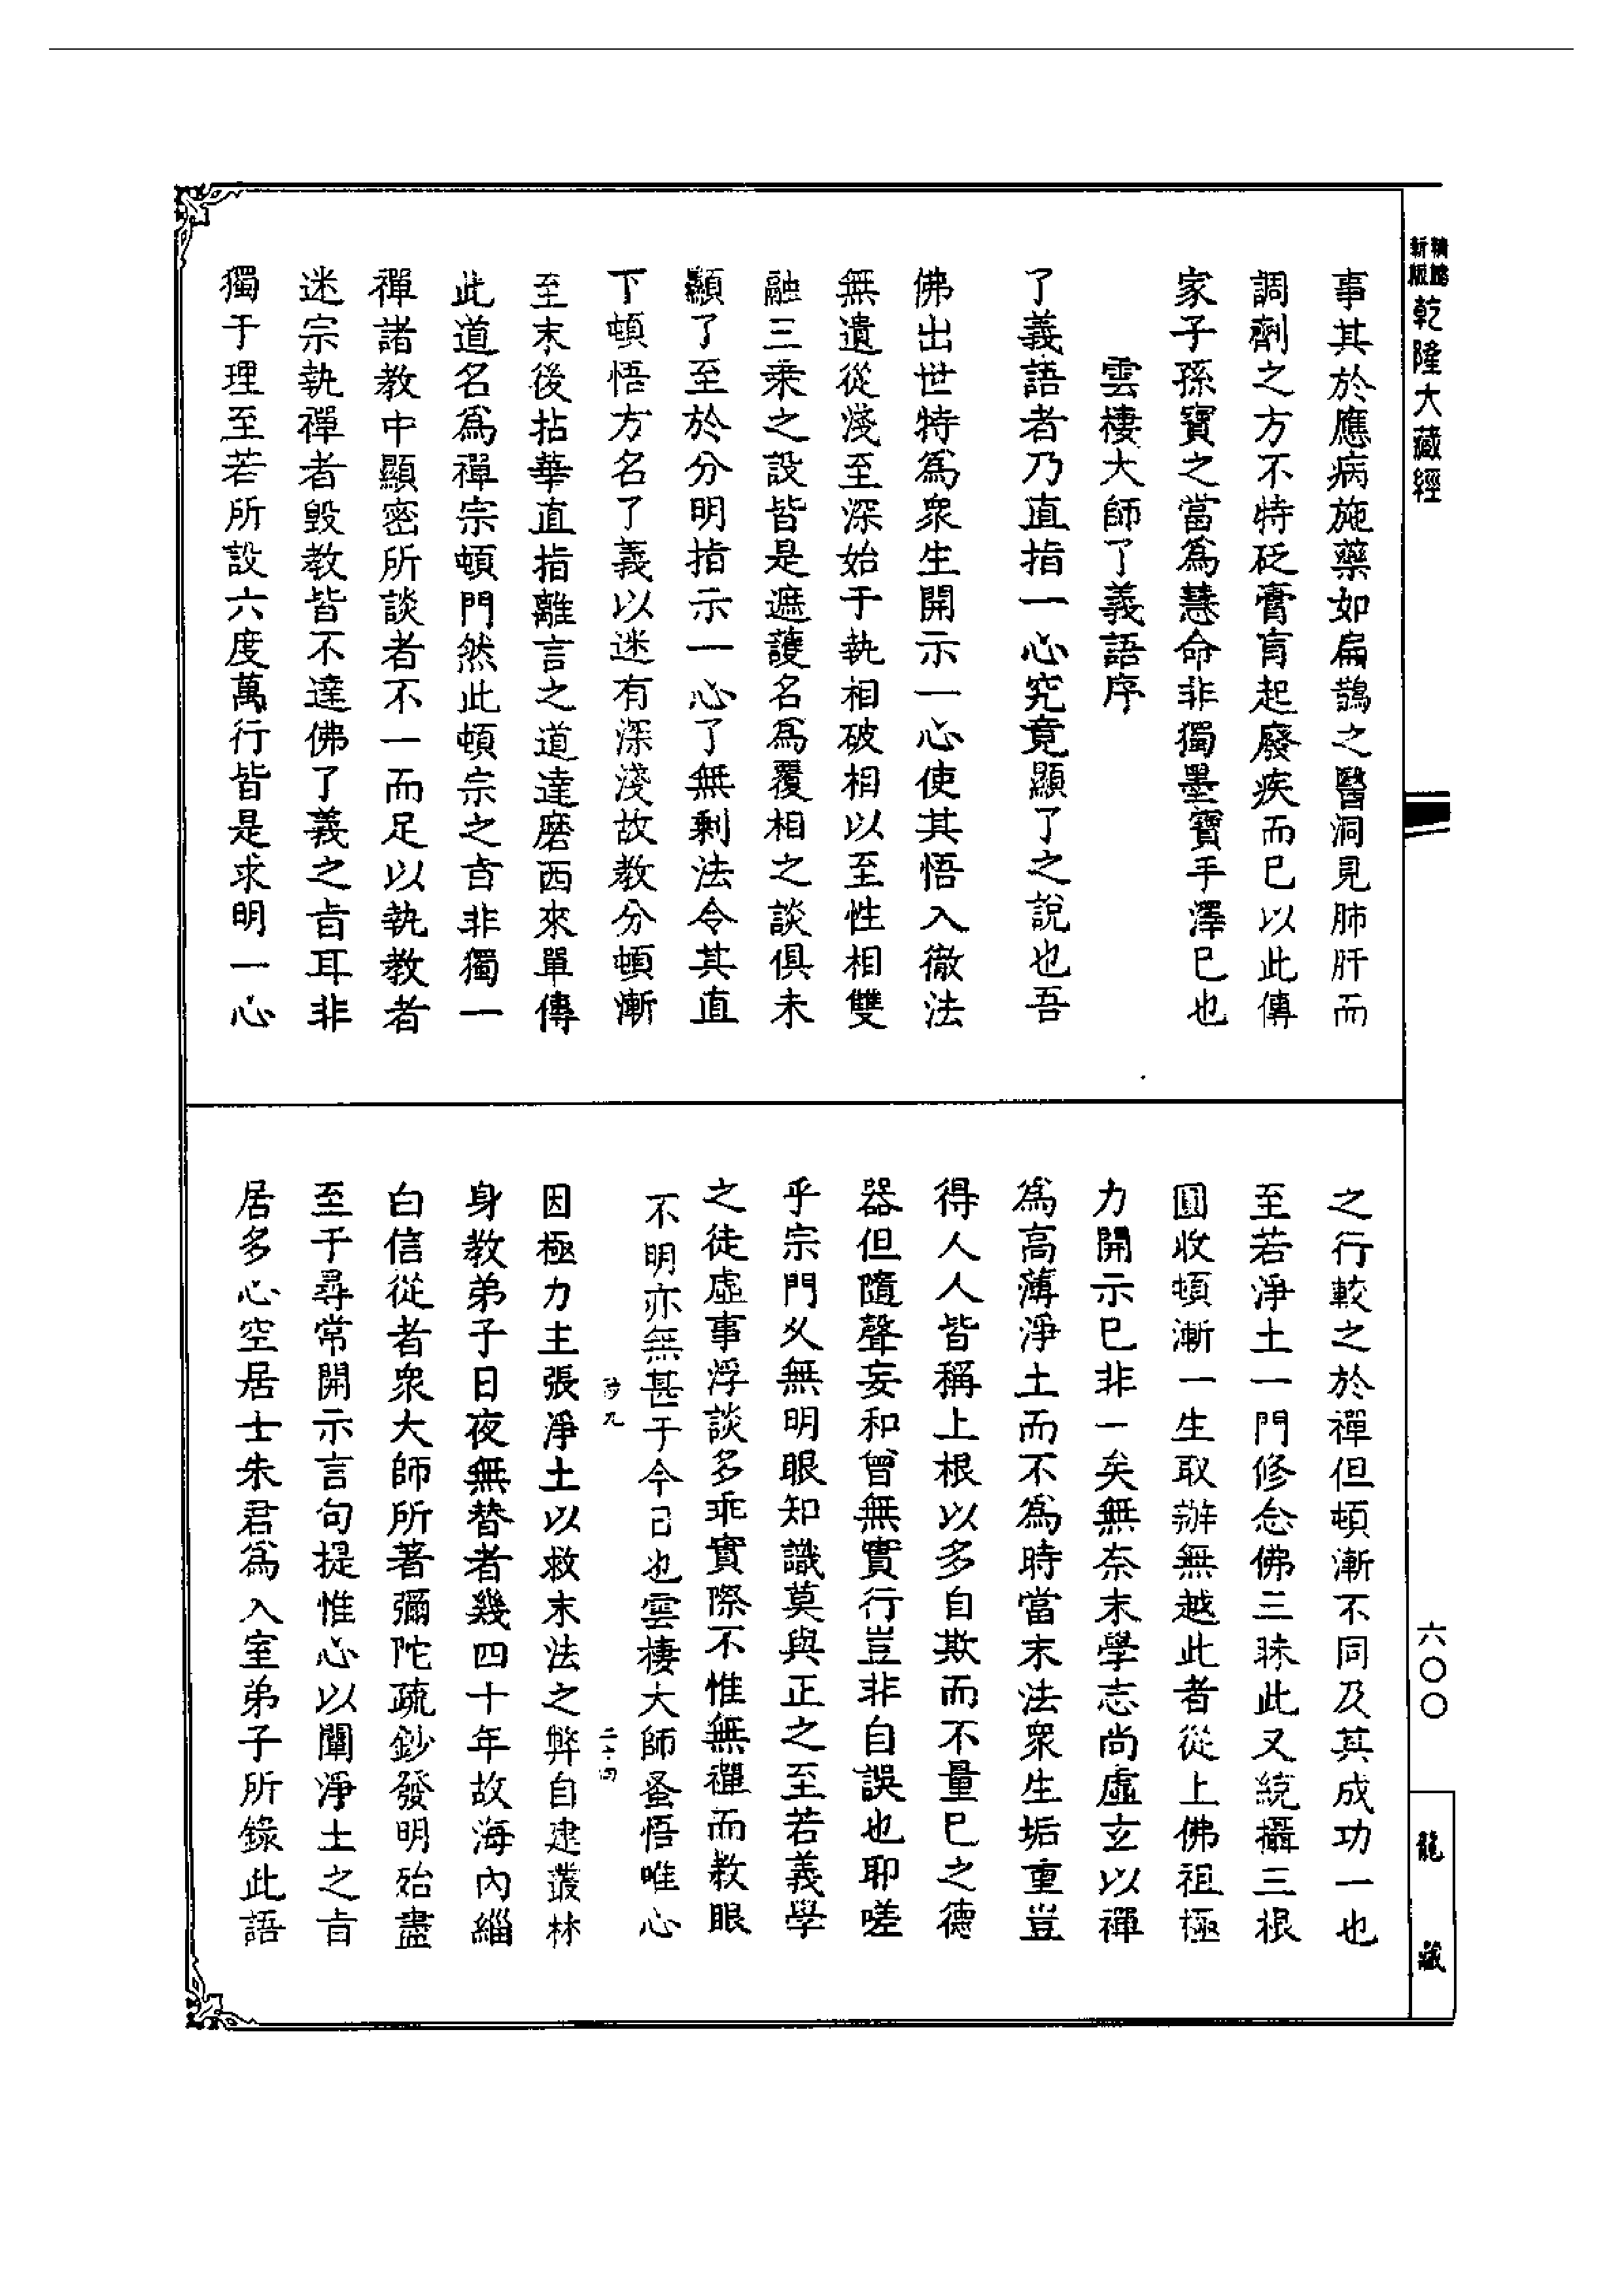 乾隆大藏經
事其於應病施藥如扁鵲之醫洞見肺肝而
調劑之方不特砭膏肓起廢疾而已以此傳
家子孫寶之當為慧命非獨墨寶手澤已也
雲棲大師了義語序
了義語者乃直指一心究竟顯了之說也吾
佛出世特為衆生開示一心使其悟入徹法
無遺從淺至深始于執相破相以至性相雙
融三乘之設皆是遮護名為覆相之談俱未
顯了至於分明指示一心了無剩法令其直
下頓悟方名了義以迷有深淺故教分頓漸
至末後拈華直指離言之道達磨西來單傳
此道名為禪宗頓門然此頓宗之旨非獨一
禪諸教中顯密所談者不一而足以執教者
迷宗執禪者毀教皆不達佛了義之旨耳非
獨于理至若所設六度萬行皆是求明一心
之行較之於禪但頓漸不同及其成功一也
至若淨土一門修念佛三昧此又統攝三根
圓收頓漸一生取辦無越此者從上佛祖極
力開示已非一矣無奈末學志尚虛玄以禪
為高薄淨土而不為時當末法衆生垢重豈
得人人皆稱上根以多自欺而不量已之德
器但隨聲妄和曾無實行豈非自誤也耶嗟
乎宗門乆無明眼知識莫與正之至若義學
之徒虛事浮談多乖實際不惟無禪而教眼
不明亦無甚于今日也雲棲大師蚤悟唯心
因極力主張淨土以救末法之弊自建叢林
身教弟子日夜無替者幾四十年故海內緇
白信從者衆大師所著彌陀疏鈔發明殆盡
至于尋常開示言句提惟心以闡淨土之旨
居多心空居士朱君為入室弟子所錄此語
六〇〇
龍藏